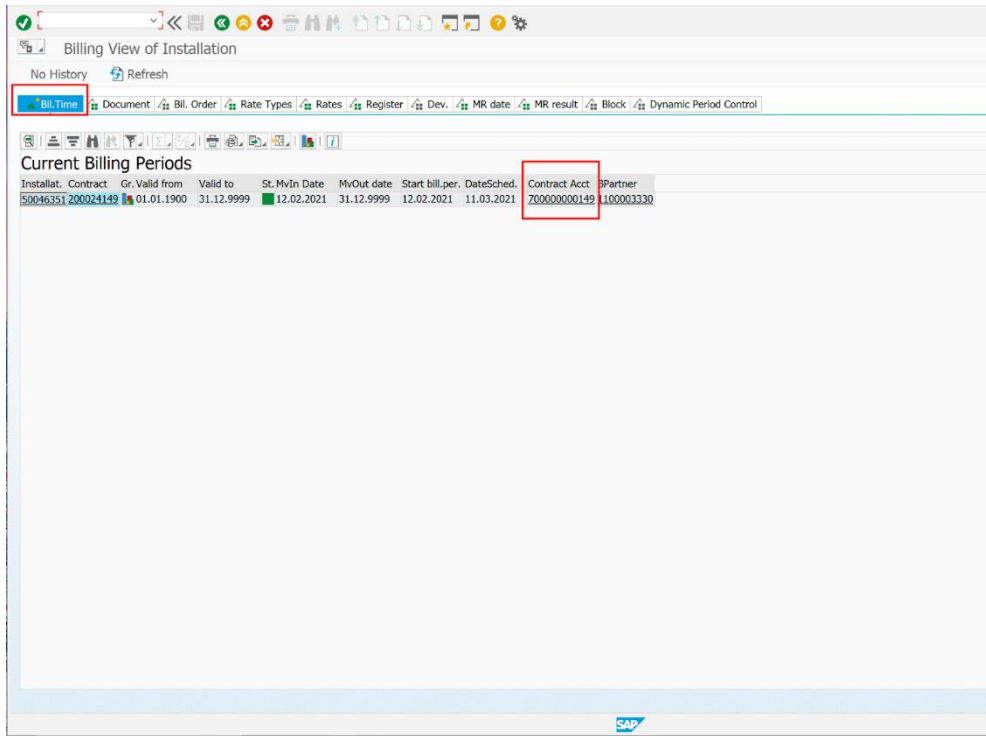 Billing View of Installation
No History Refresh
Bil.Time Document Bil. Order Rate Types Rates Register Dev. MR date MR result Block Dynamic Period Control
Current Billing Periods
Installat. Contract Gr. Valid from Valid to St. MvIn Date MvOut date Start bill.per. DateSched. Contract Acct BPartner
50046351 200024149 01.01.1900 31.12.9999 12.02.2021 31.12.9999 12.02.2021 11.03.2021 700000000149 1100003330
SAP